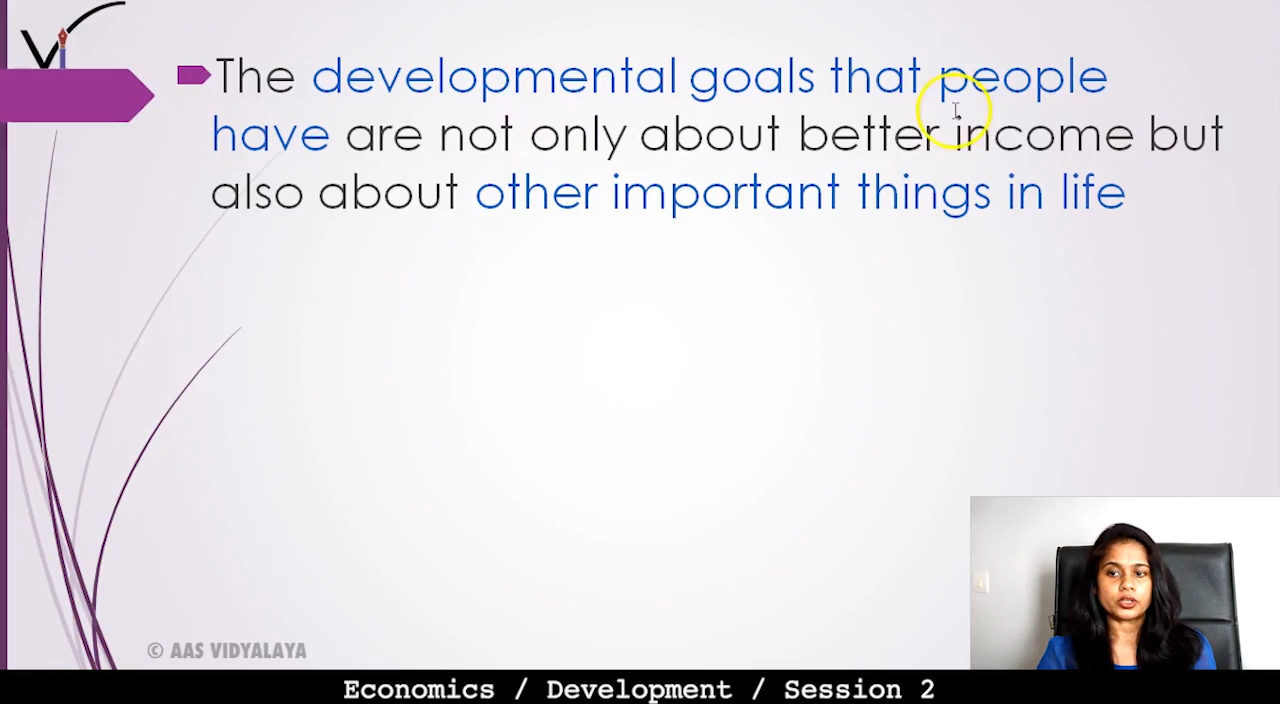 The developmental goals that people
have are not only about better income but
also about other important things in life
© AAS VIDYALAYA
Economics / Development / Session 2